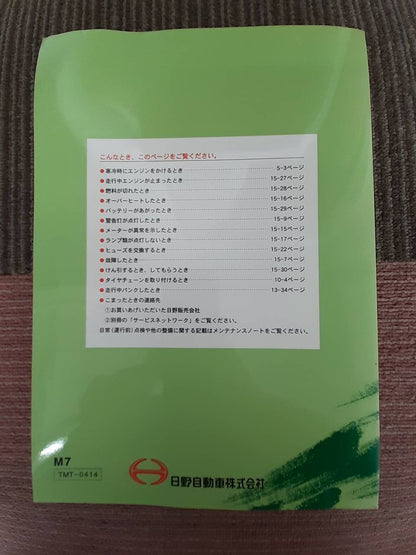 こんなとき、このページをご覧ください。
●寒冷時にエンジンをかけるとき 5-3ページ
●走行中エンジンが止まったとき 15-27ページ
●燃料が切れたとき 15-28ページ
●オーバーヒートしたとき 15-16ページ
●バッテリーがあがったとき 15-29ページ
●警告灯が点灯したとき 15-9ページ
●メーターが異常を示したとき 15-15ページ
●ランプ類が点灯しないとき 15-17ページ
●ヒューズを交換するとき 15-22ページ
●故障したとき 15-7ページ
●けん引するとき、してもらうとき 15-30ページ
●タイヤチェーンを取り付けるとき 10-4ページ
●走行中パンクしたとき 13-34ページ
●こまったときの連絡先
①お買いあげいただいた日野販売会社
②別冊の「サービスネットワーク」をご覧ください。
日常(運行前)点検や他の整備に関する記載はメンテナンスノートをご覧ください。
M7
TMT-0414
日野自動車株式会社